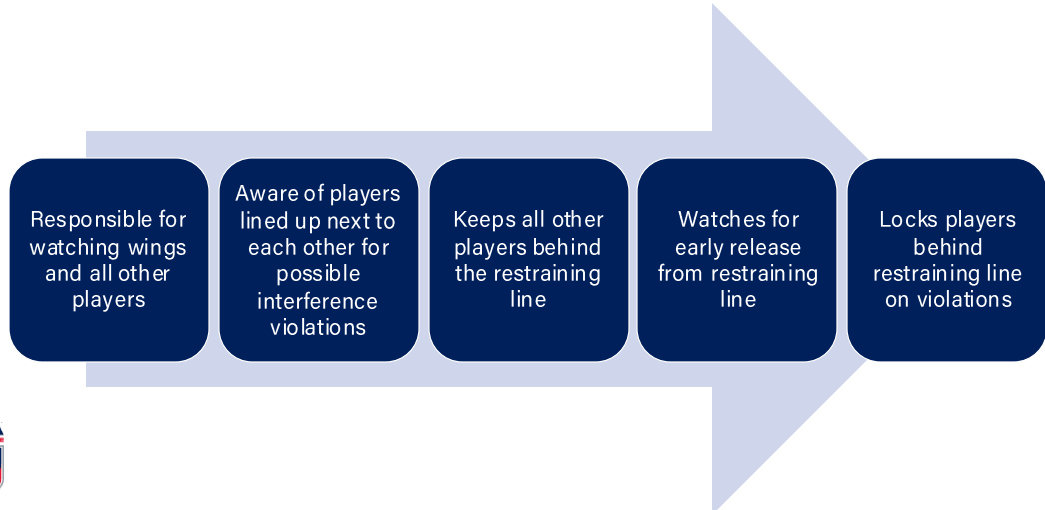 Responsible for
watching wings
and all other
players
Aware of players
lined up next to
each other for
possible
interference
violations
Keeps all other
players behind
the restraining
line
Watches for
early release
from restraining
line
Locks players
behind
restraining line
on violations